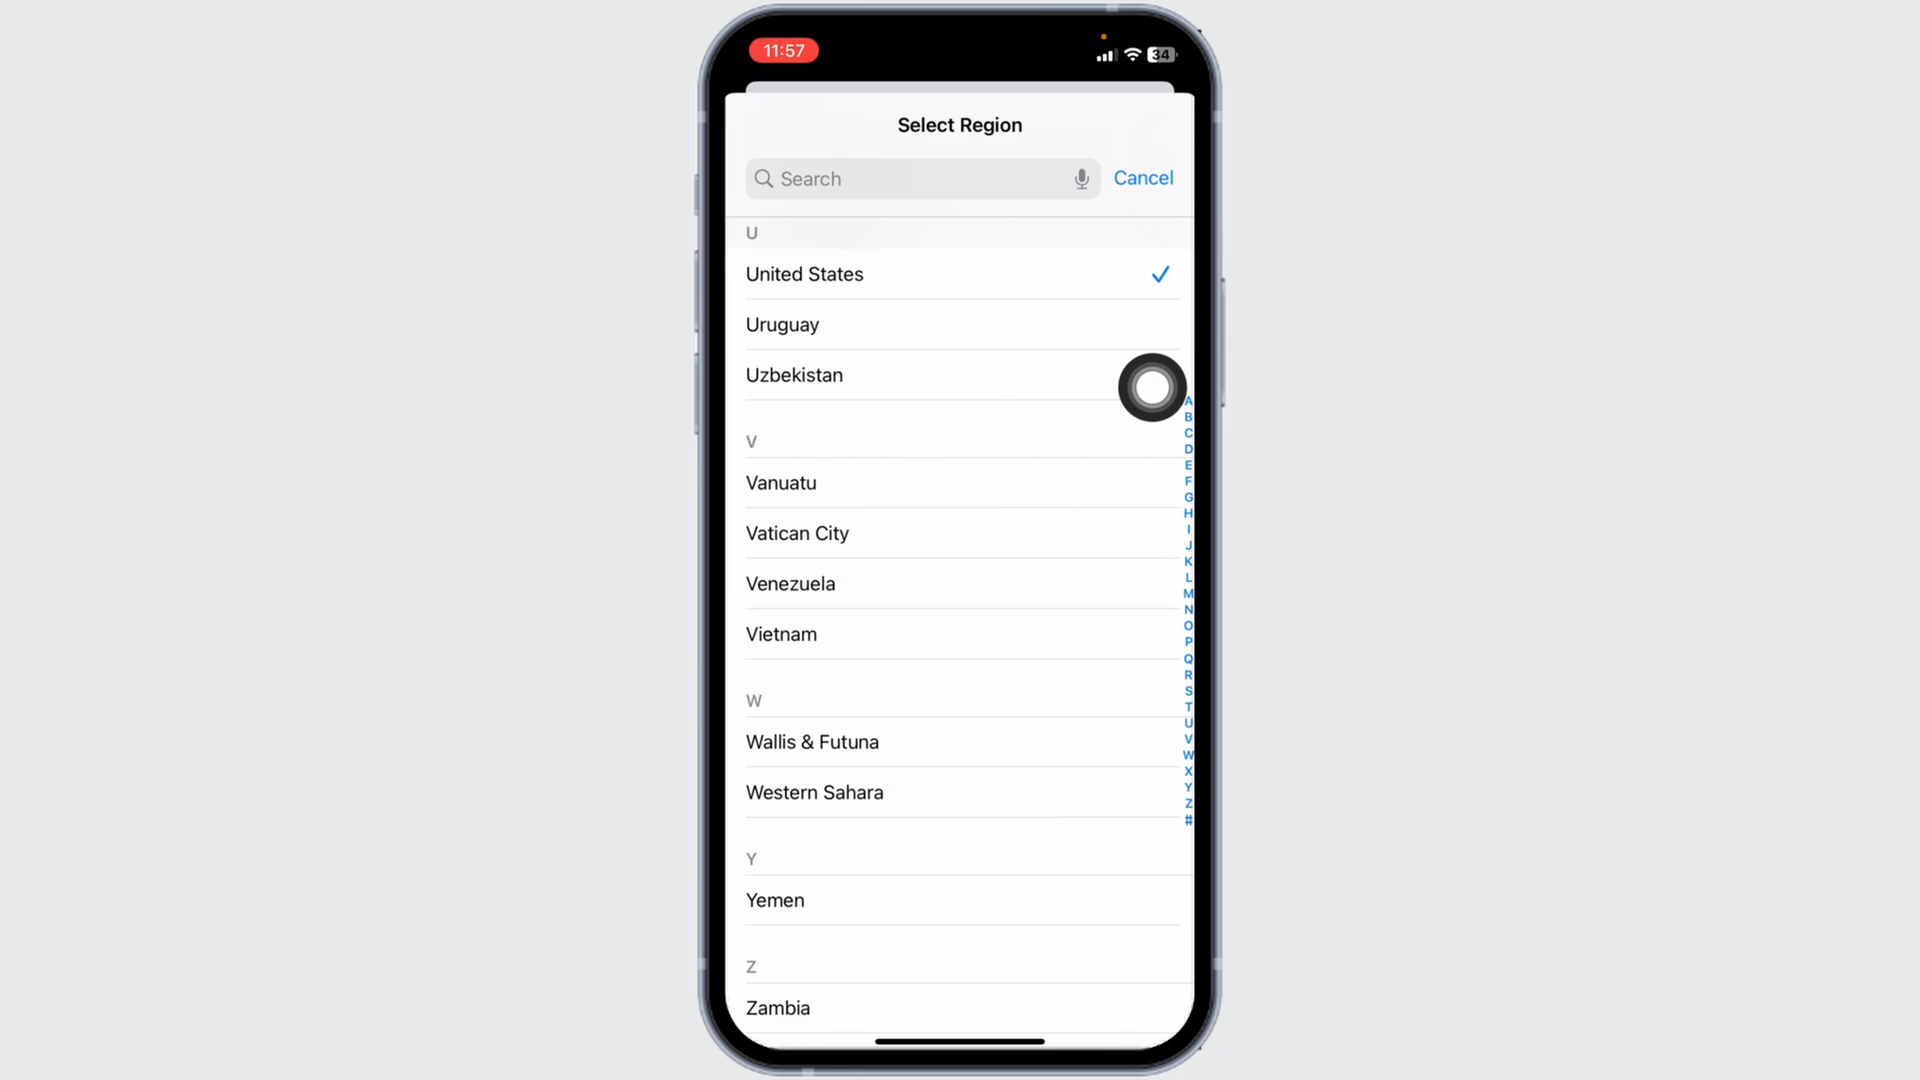 11:57
34
Select Region
Search
Cancel
U
United States
Uruguay
Uzbekistan
V
Vanuatu
Vatican City
Venezuela
Vietnam
W
Wallis & Futuna
Western Sahara
Y
Yemen
Z
Zambia
A
B
C
D
E
F
G
H
I
J
K
L
M
N
O
P
Q
R
S
T
U
V
W
X
Y
Z
#